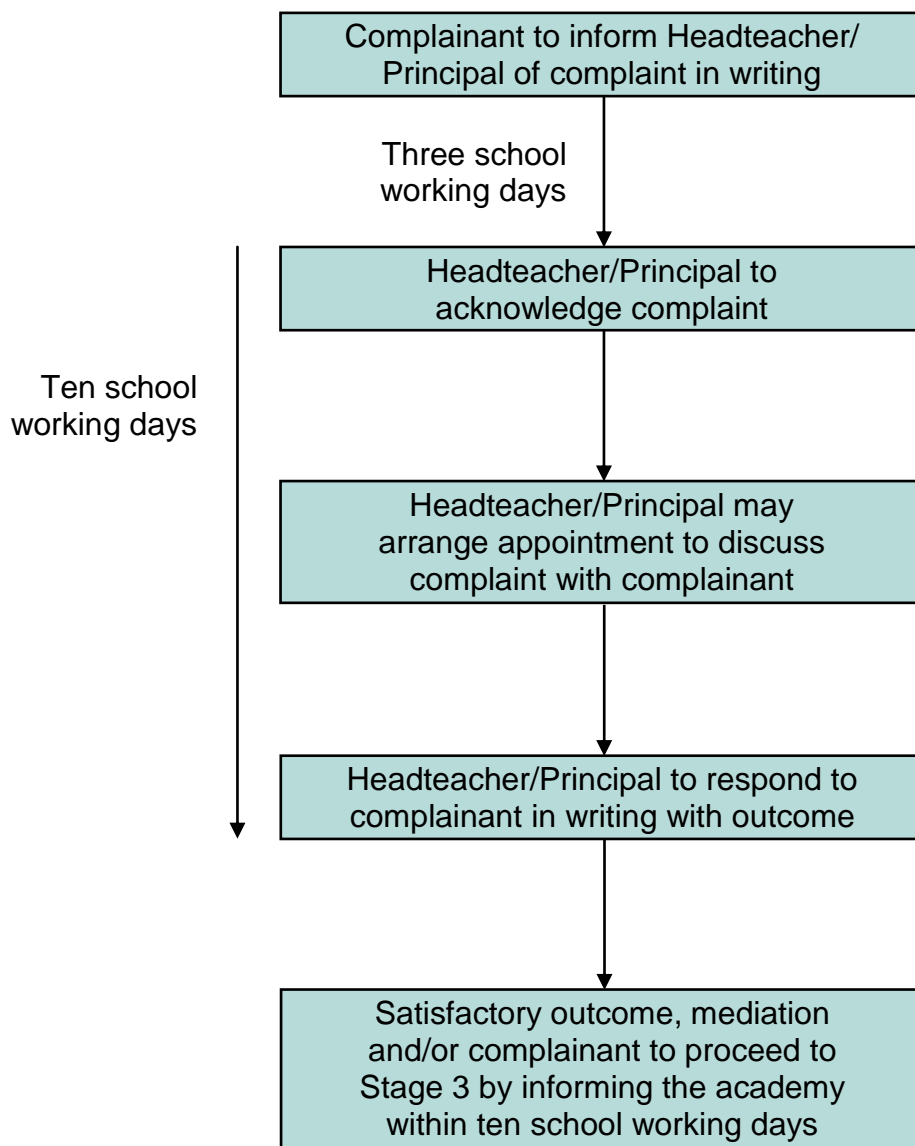 Complainant to inform Headteacher/
Principal of complaint in writing
Three school
working days
Headteacher/Principal to
acknowledge complaint
Ten school
working days
Headteacher/Principal may
arrange appointment to discuss
complaint with complainant
Headteacher/Principal to respond to
complainant in writing with outcome
Satisfactory outcome, mediation
and/or complainant to proceed to
Stage 3 by informing the academy
within ten school working days